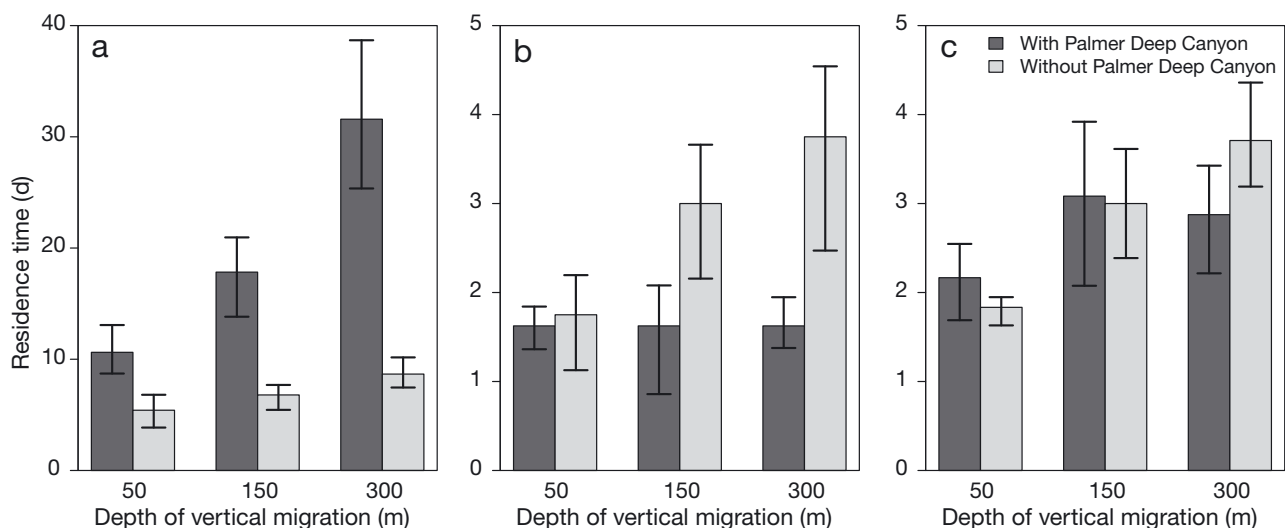 a
40
30
20
10
0
Residence time (d)
50 150 300
Depth of vertical migration (m)
b
5
4
3
2
1
0
50 150 300
Depth of vertical migration (m)
c
With Palmer Deep Canyon
Without Palmer Deep Canyon
5
4
3
2
1
0
50 150 300
Depth of vertical migration (m)